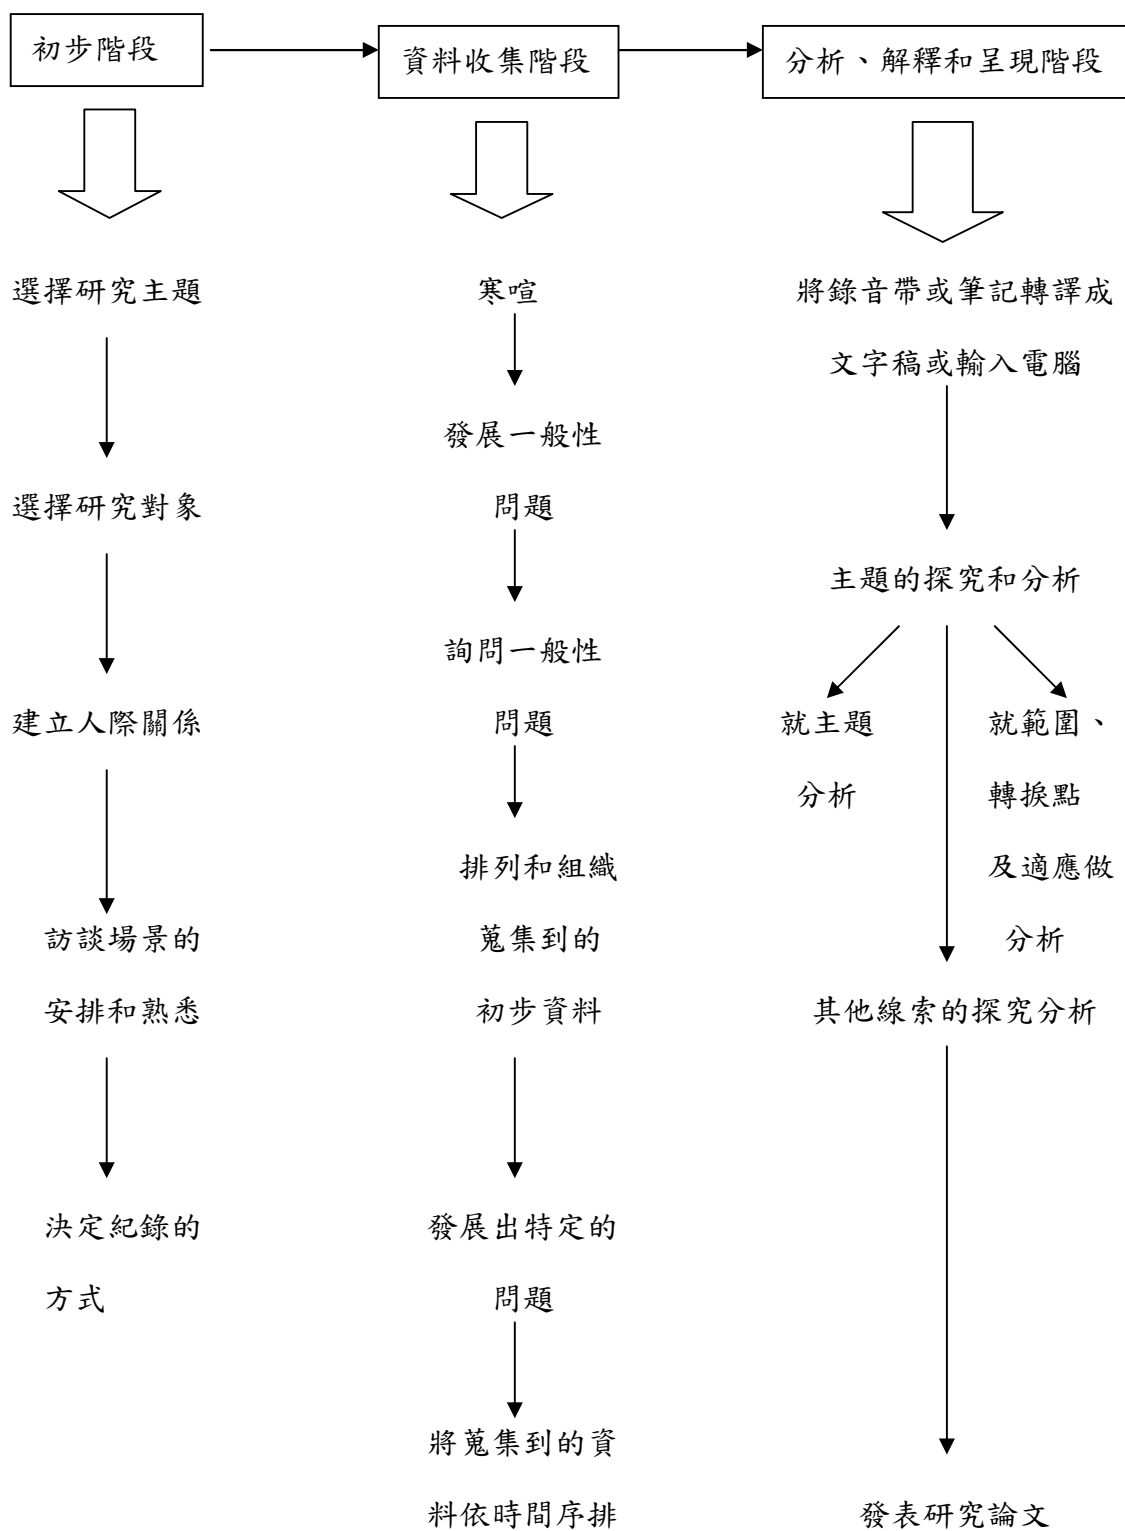 初步階段
資料收集階段
分析、解釋和呈現階段
選擇研究主題
選擇研究對象
建立人際關係
訪談場景的
安排和熟悉
決定紀錄的
方式
寒喧
發展一般性
問題
詢問一般性
問題
排列和組織
蒐集到的
初步資料
發展出特定的
問題
將蒐集到的資
料依時間序排
將錄音帶或筆記轉譯成
文字稿或輸入電腦
主題的探究和分析
就主題
分析
就範圍、
轉捩點
及適應做
分析
其他線索的探究分析
發表研究論文